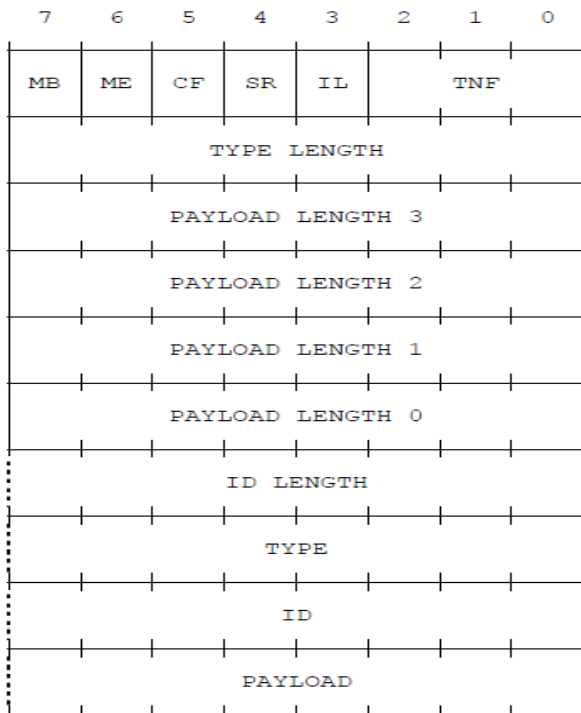 7 6 5 4 3 2 1 0
MB ME CF SR IL TNF
TYPE LENGTH
PAYLOAD LENGTH 3
PAYLOAD LENGTH 2
PAYLOAD LENGTH 1
PAYLOAD LENGTH 0
ID LENGTH
TYPE
ID
PAYLOAD